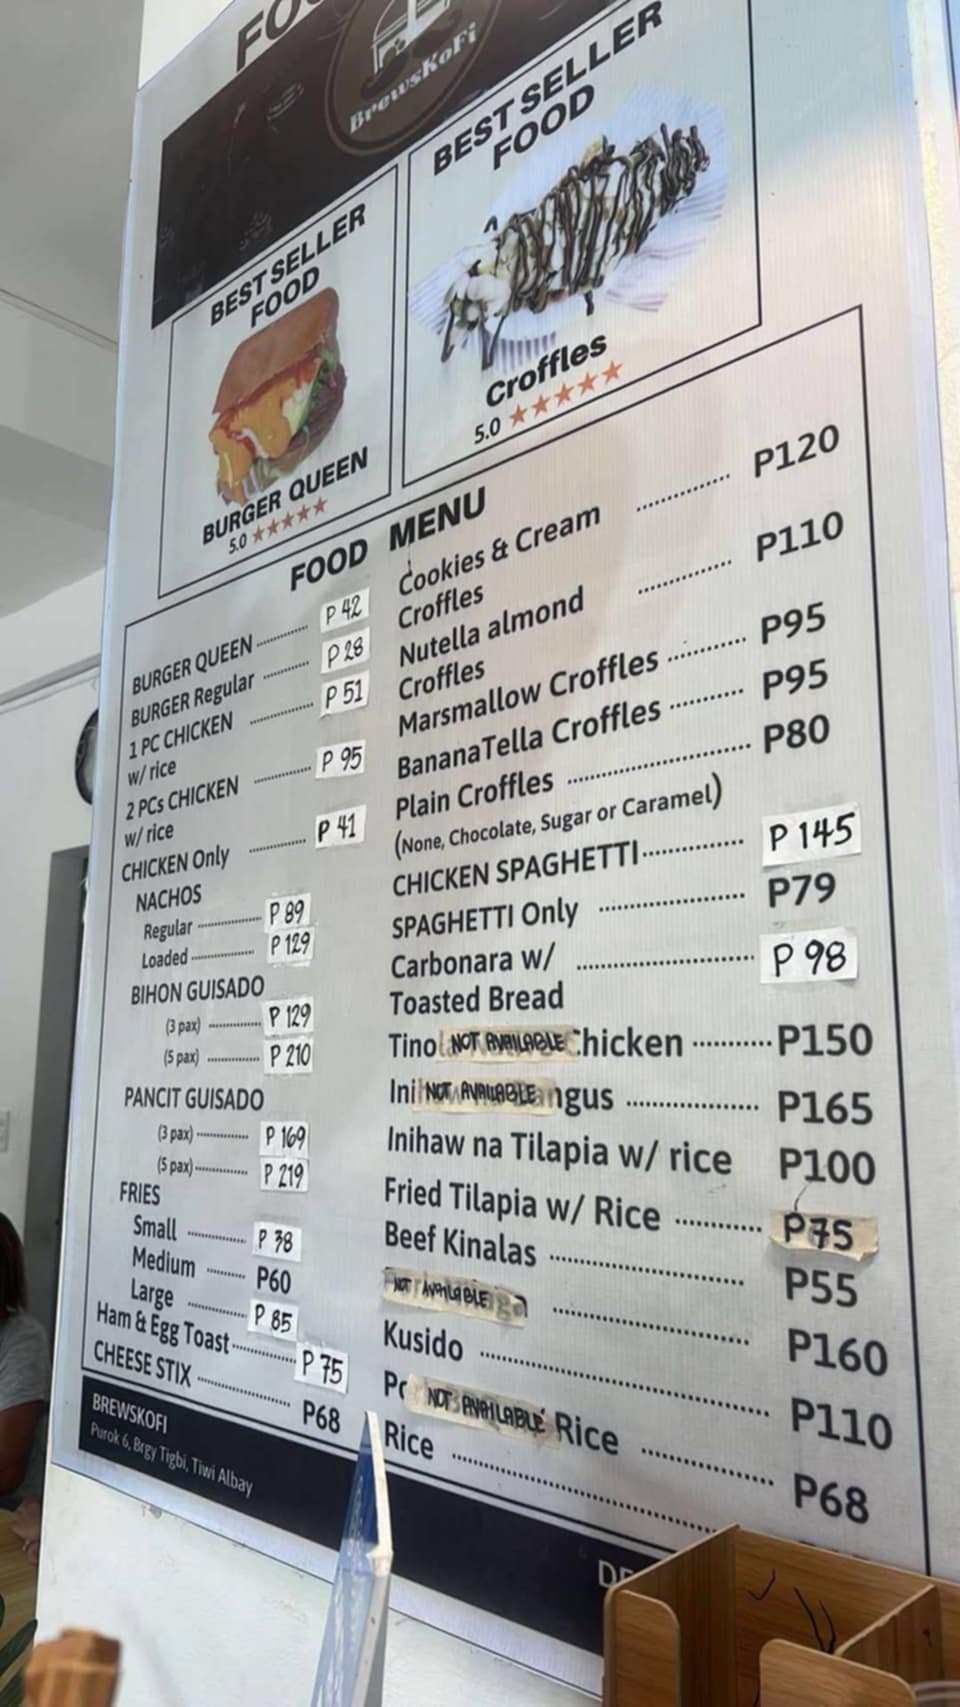 BrewsKoFi
BEST SELLER
FOOD
BURGER QUEEN
5.0
BEST SELLER
FOOD
Croffles
5.0
FOOD MENU
BURGER QUEEN P 42
BURGER Regular P 28
1 PC CHICKEN P 51
w/ rice
2 PCs CHICKEN P 95
w/ rice
CHICKEN Only P 41
NACHOS
Regular P 89
Loaded P 129
BIHON GUISADO
(3 pax) P 129
(5 pax) P 210
PANCIT GUISADO
(3 pax) P 169
(5 pax) P 219
FRIES
Small P 38
Medium P60
Large P 85
Ham & Egg Toast P 75
CHEESE STIX P68
Cookies & Cream P120
Croffles
Nutella almond P110
Croffles
Marsmallow Croffles P95
BananaTella Croffles P95
Plain Croffles P80
(None, Chocolate, Sugar or Caramel)
CHICKEN SPAGHETTI P 145
SPAGHETTI Only P79
Carbonara w/ P 98
Toasted Bread
Tino NOT AVAILABLE Chicken P150
Ini NOT AVAILABLE ngus P165
Inihaw na Tilapia w/ rice P100
Fried Tilapia w/ Rice P75
Beef Kinalas P55
NOT AVAILABLE P160
Kusido P110
NOT AVAILABLE Rice P68
Rice
BREWSKOFI
Purok 6, Brgy Tigbi, Tiwi Albay